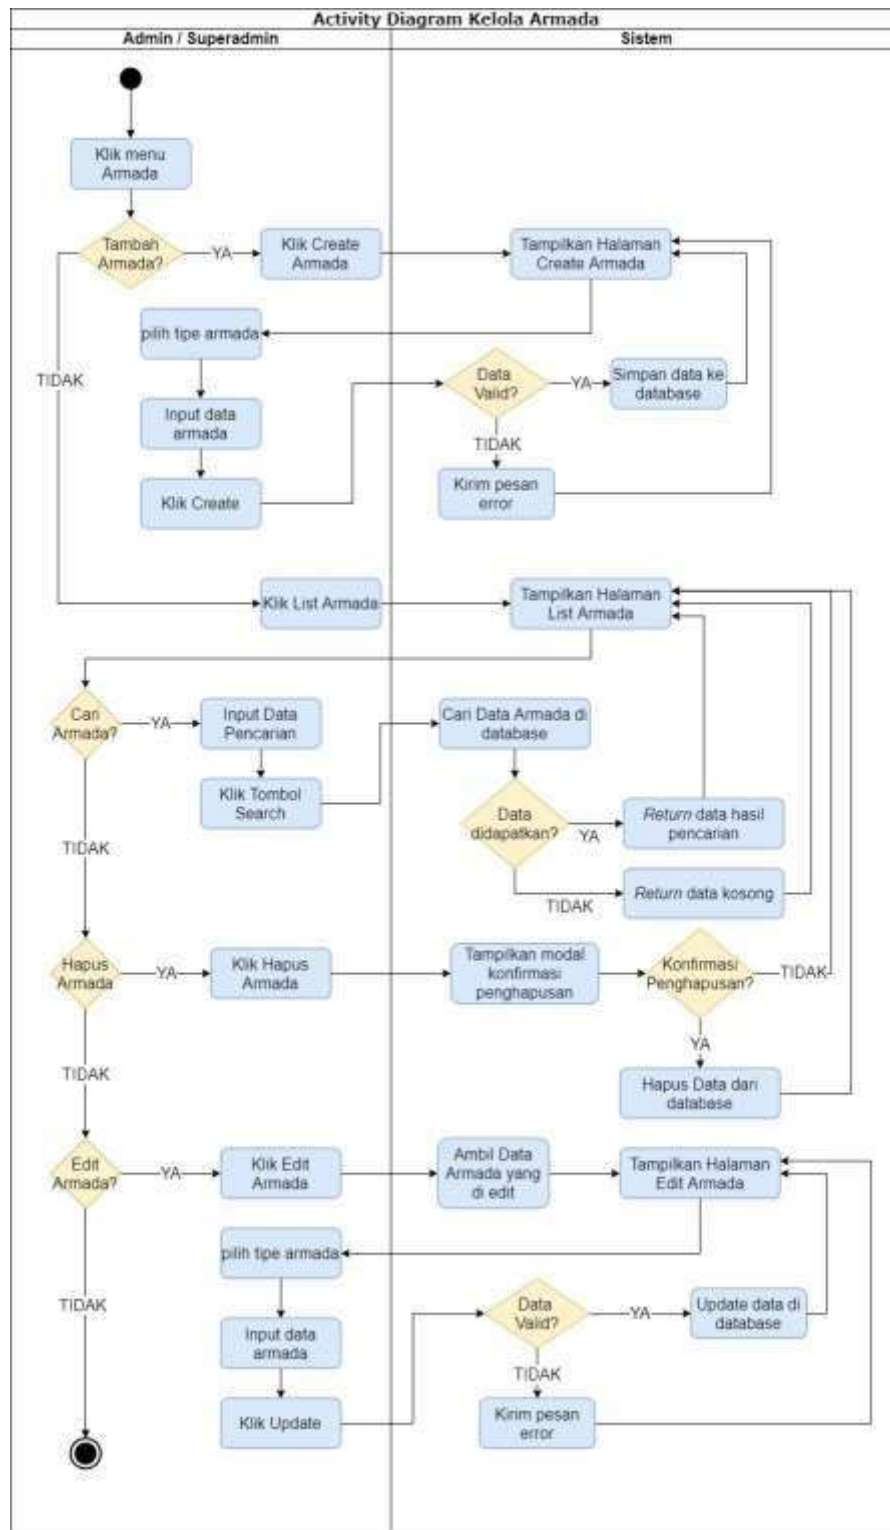 Activity Diagram Kelola Armada
Admin / Superadmin
Sistem
Klik menu
Armada
Tambah
Armada?
YA
Klik Create
Armada
Tampilkan Halaman
Create Armada
pilih tipe armada
TIDAK
Data
Valid?
YA
Simpan data ke
database
Input data
armada
TIDAK
Klik Create
Kirim pesan
error
Klik List Armada
Tampilkan Halaman
List Armada
Cari
Armada?
YA
Input Data
Pencarian
Cari Data Armada di
database
Klik Tombol
Search
Data
didapatkan?
YA
Return data hasil
pencarian
TIDAK
TIDAK
Return data kosong
Hapus
Armada
YA
Klik Hapus
Armada
Tampilkan modal
konfirmasi
penghapusan
Konfirmasi
Penghapusan?
TIDAK
YA
TIDAK
Hapus Data dari
database
Edit
Armada?
YA
Klik Edit
Armada
Ambil Data
Armada yang
di edit
Tampilkan Halaman
Edit Armada
pilih tipe armada
TIDAK
Data
Valid?
YA
Update data di
database
Input data
armada
TIDAK
Klik Update
Kirim pesan
error